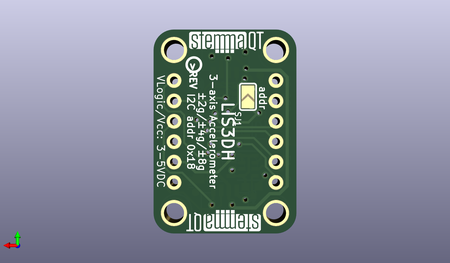 stemma QT
>REV
addr
LIS3DH
3-axis Accelerometer
±2g/±4g/±8g
I2C addr 0x18
VLogic/Vcc: 3-5VDC
stemma QT